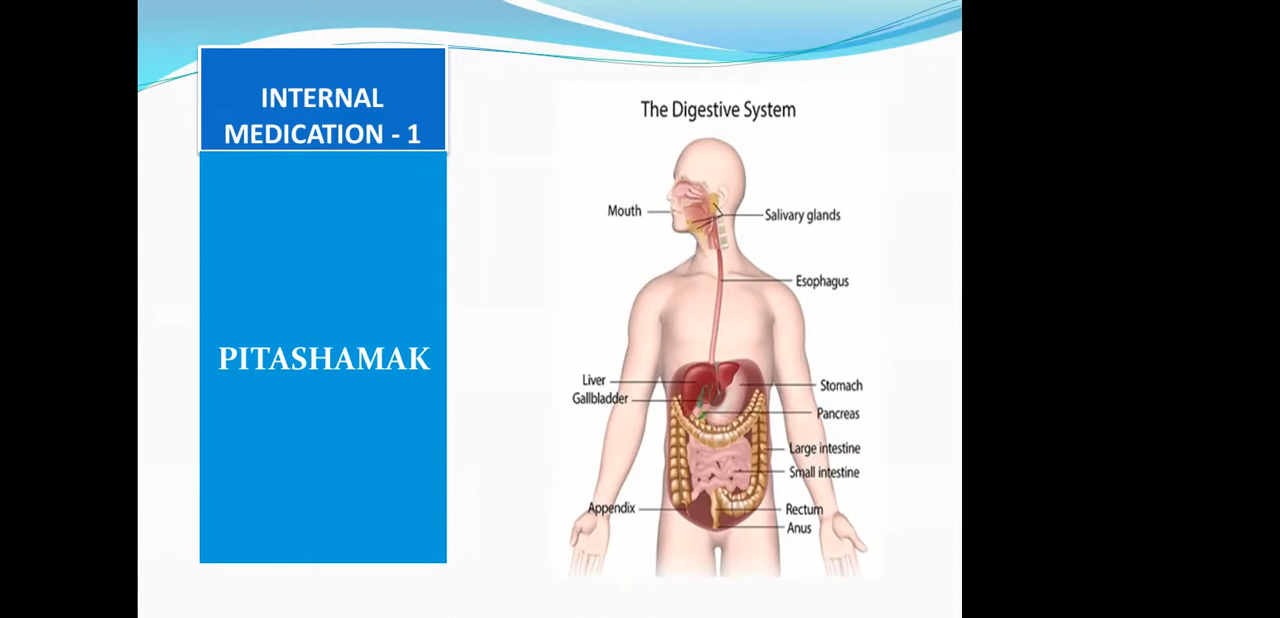 INTERNAL
MEDICATION - 1
PITASHAMAK
The Digestive System
Mouth
Salivary glands
Esophagus
Liver
Gallbladder
Stomach
Pancreas
Large intestine
Small intestine
Appendix
Rectum
Anus